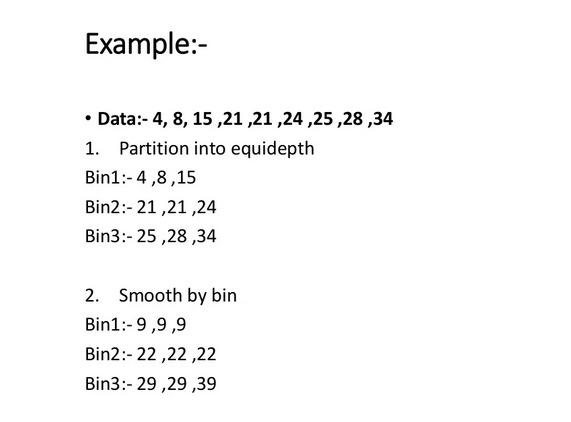 Example:-
• Data:- 4, 8, 15 ,21 ,21 ,24 ,25 ,28 ,34
1. Partition into equidepth
Bin1:- 4 ,8 ,15
Bin2:- 21 ,21 ,24
Bin3:- 25 ,28 ,34
2. Smooth by bin
Bin1:- 9 ,9 ,9
Bin2:- 22 ,22 ,22
Bin3:- 29 ,29 ,39